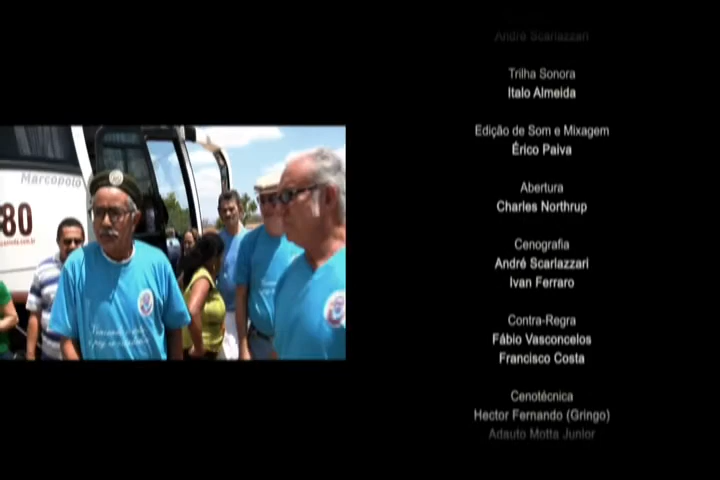 Marcopolo
80
André Scarlazzari
Trilha Sonora
Italo Almeida
Edição de Som e Mixagem
Érico Paiva
Abertura
Charles Northrup
Cenografia
André Scarlazzari
Ivan Ferraro
Contra-Regra
Fábio Vasconcelos
Francisco Costa
Cenotécnica
Hector Fernando (Gringo)
Adauto Motta Junior